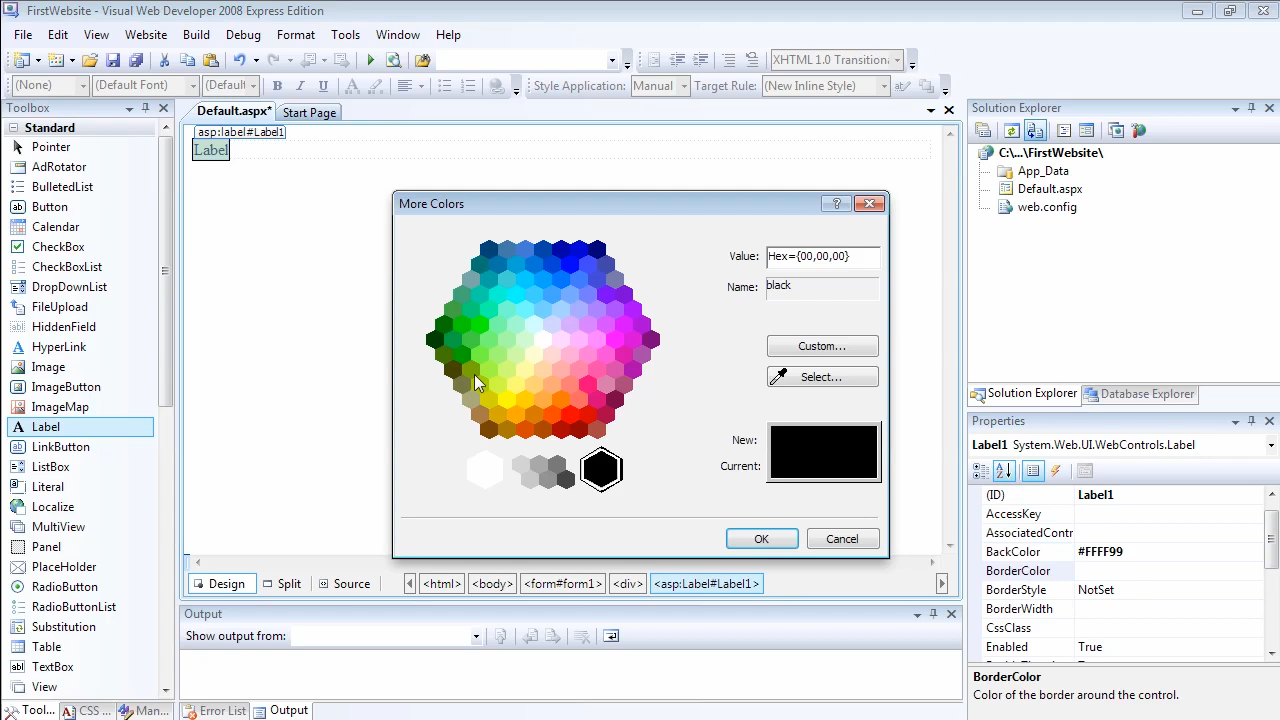 FirstWebsite - Visual Web Developer 2008 Express Edition
File Edit View Website Build Debug Format Tools Window Help
XHTML 1.0 Transition
(None) (Default Font) (Default B I U A Style Application: Manual Target Rule: (New Inline Style)
Toolbox
Standard
Pointer
AdRotator
BulletedList
Button
Calendar
CheckBox
CheckBoxList
DropDownList
FileUpload
HiddenField
HyperLink
Image
ImageButton
ImageMap
Label
LinkButton
ListBox
Literal
Localize
MultiView
Panel
PlaceHolder
RadioButton
RadioButtonList
Substitution
Table
TextBox
View
Tool... CSS ... Man...
Default.aspx* Start Page
asp:label#Label1
Label
More Colors
Value: Hex={00,00,00}
Name: black
Custom...
Select...
New:
Current:
OK Cancel
Design Split Source <html> <body> <form#form1> <div> <asp:Label#Label1>
Output
Show output from:
Error List Output
Solution Explorer
C:\...\FirstWebsite\
App_Data
Default.aspx
web.config
Solution Explorer Database Explorer
Properties
Label1 System.Web.UI.WebControls.Label
(ID) Label1
AccessKey
AssociatedContr
BackColor #FFFF99
BorderColor
BorderStyle NotSet
BorderWidth
CssClass
Enabled True
BorderColor
Color of the border around the control.